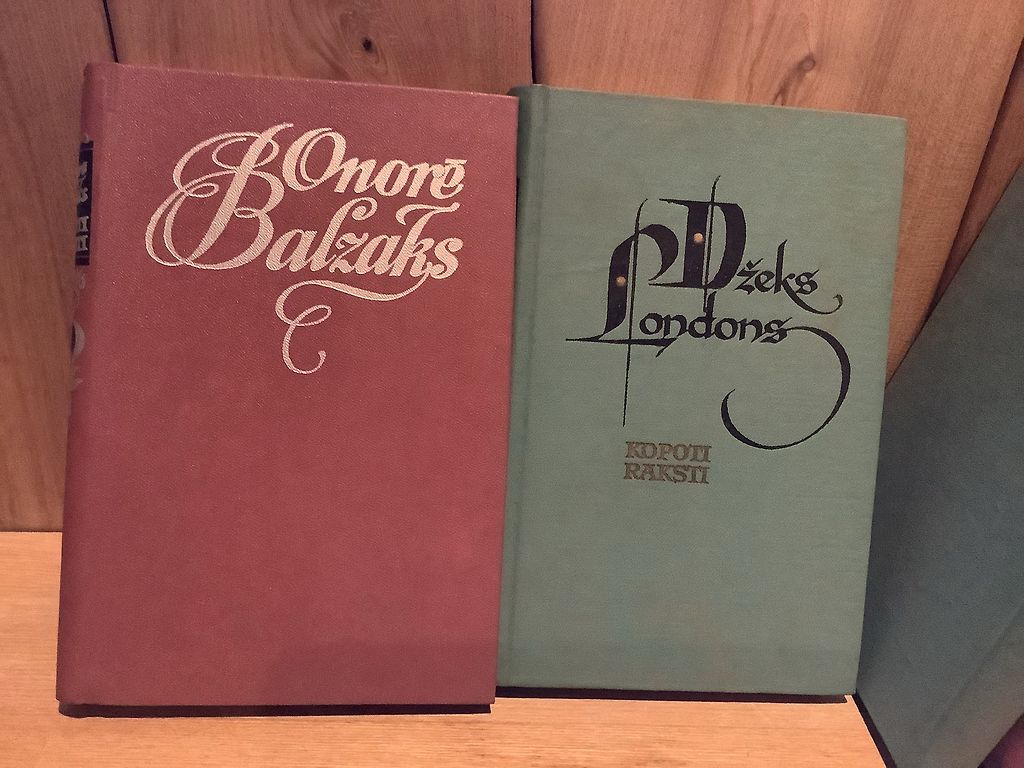 Onorē
Balzaks
Džeks
Londons
KOPOTI
RAKSTI